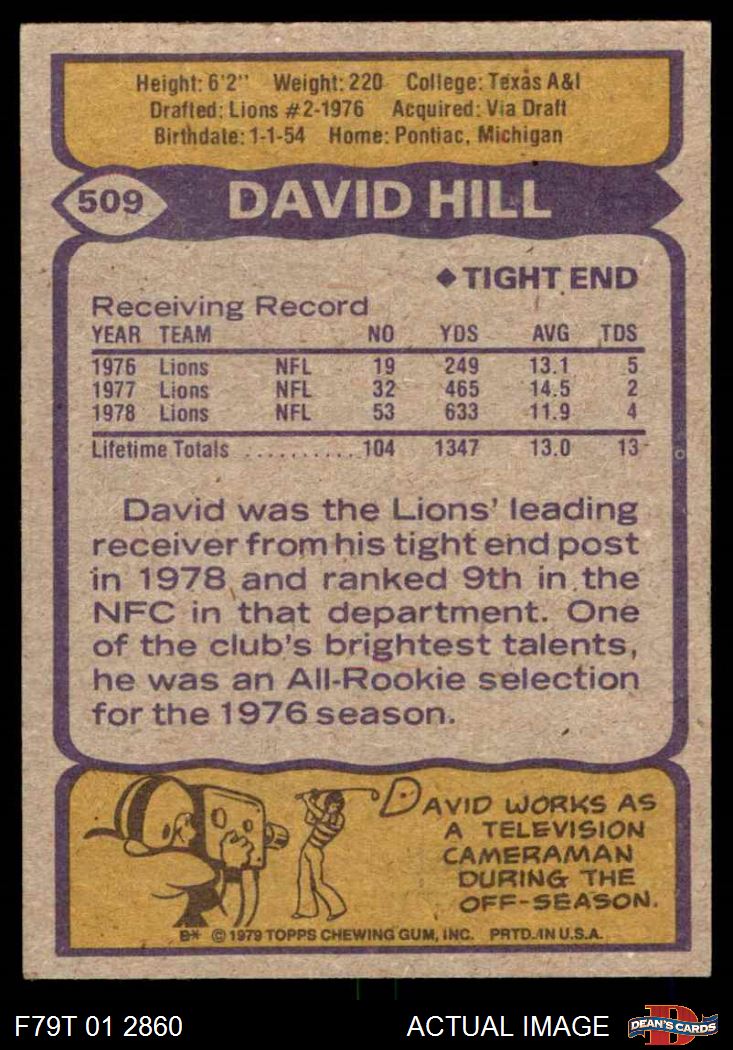 Height: 6'2" Weight: 220 College: Texas A&I
Drafted: Lions #2-1976 Acquired: Via Draft
Birthdate: 1-1-54 Home: Pontiac, Michigan
509 DAVID HILL
◆ TIGHT END
Receiving Record
YEAR TEAM NO YDS AVG TDS
1976 Lions NFL 19 249 13.1 5
1977 Lions NFL 32 465 14.5 2
1978 Lions NFL 53 633 11.9 4
Lifetime Totals ........... 104 1347 13.0 13
David was the Lions' leading
receiver from his tight end post
in 1978 and ranked 9th in the
NFC in that department. One
of the club's brightest talents,
he was an All-Rookie selection
for the 1976 season.
DAVID WORKS AS
A TELEVISION
CAMERAMAN
DURING THE
OFF-SEASON.
B* © 1979 TOPPS CHEWING GUM, INC. PRTD. IN U.S.A.
F79T 01 2860 ACTUAL IMAGE D DEAN'S CARDS